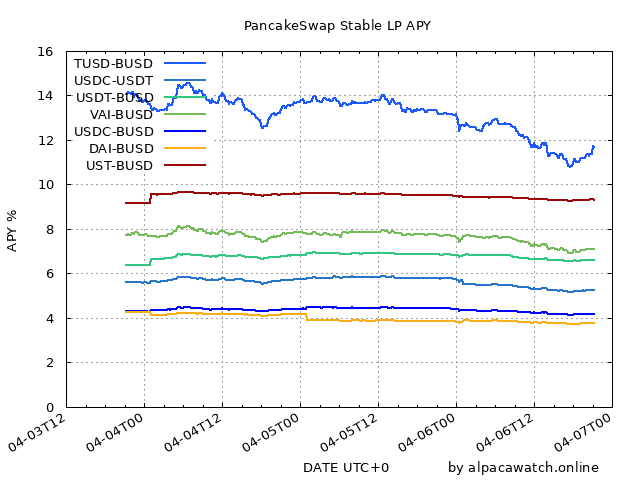 PancakeSwap Stable LP APY
16
14
12
10
8
6
4
2
0
APY %
TUSD-BUSD
USDC-USDT
USDT-BUSD
VAI-BUSD
USDC-BUSD
DAI-BUSD
UST-BUSD
04-03T12
04-04T00
04-04T12
04-05T00
04-05T12
04-06T00
04-06T12
04-07T00
DATE UTC+0
by alpacawatch.online